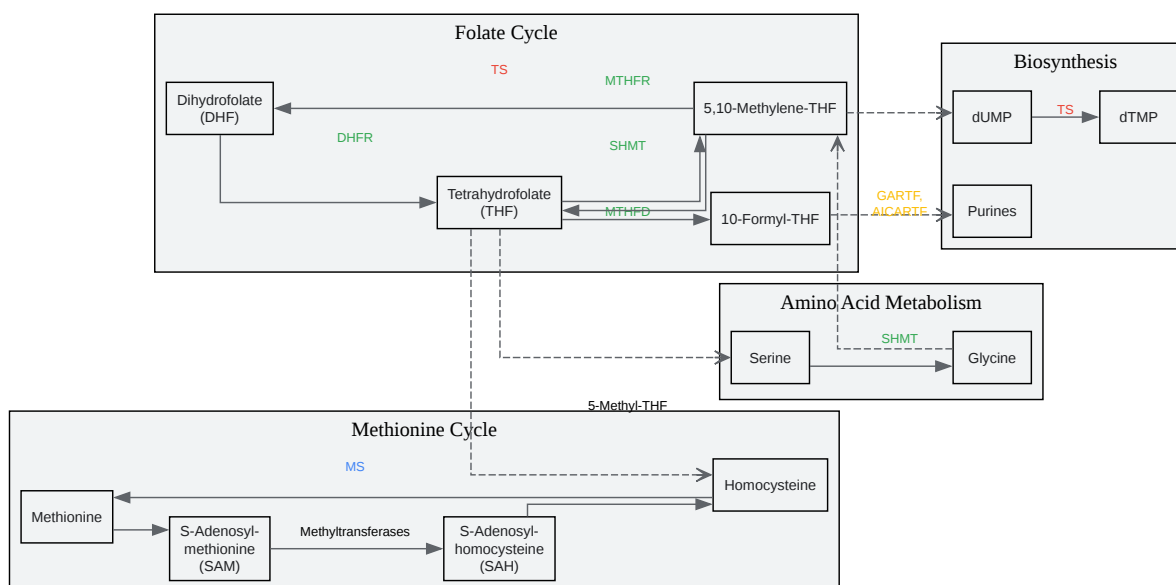 Folate Cycle
TS
MTHFR
Dihydrofolate
(DHF)
5,10-Methylene-THF
DHFR
SHMT
Tetrahydrofolate
(THF)
MTHFD
10-Formyl-THF
Biosynthesis
dUMP
TS
dTMP
GARTF,
AICARTF
Purines
Amino Acid Metabolism
SHMT
Serine
Glycine
5-Methyl-THF
Methionine Cycle
MS
Homocysteine
Methionine
S-Adenosyl-
methionine
(SAM)
Methyltransferases
S-Adenosyl-
homocysteine
(SAH)